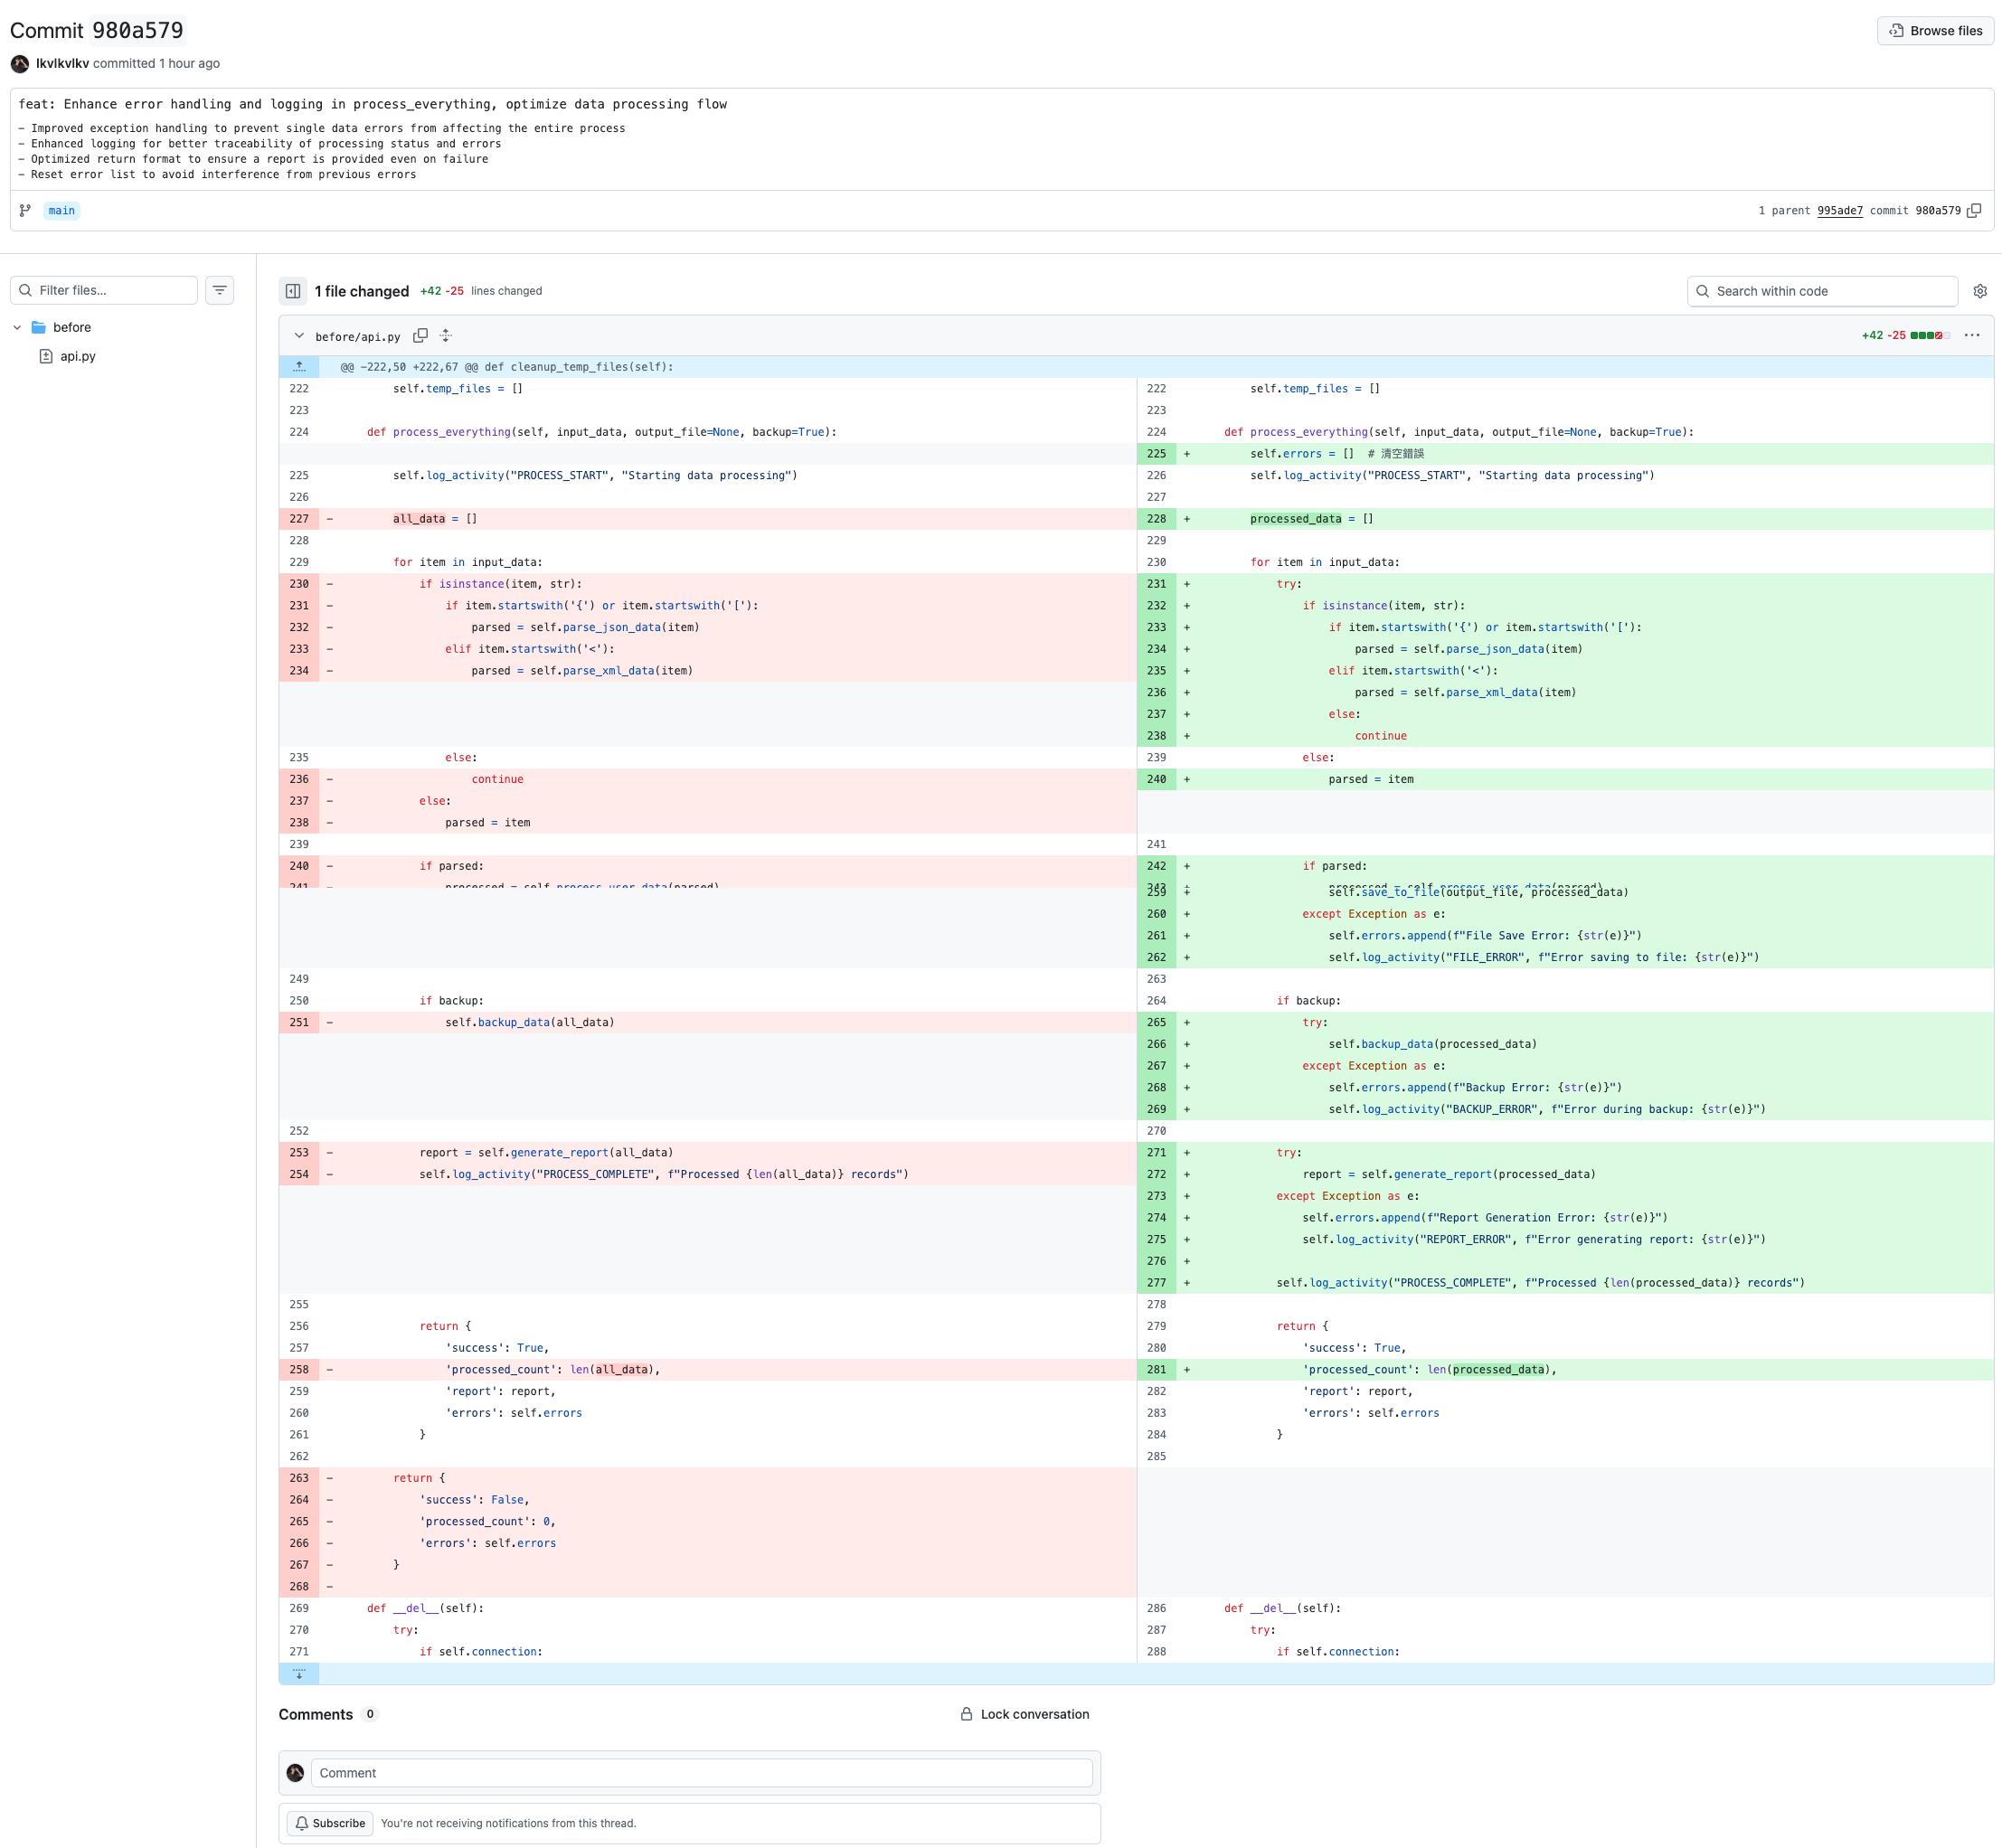 Commit 980a579
Browse files
lkvlkvlkv committed 1 hour ago
feat: Enhance error handling and logging in process_everything, optimize data processing flow
- Improved exception handling to prevent single data errors from affecting the entire process
- Enhanced logging for better traceability of processing status and errors
- Optimized return format to ensure a report is provided even on failure
- Reset error list to avoid interference from previous errors
main
1 parent 995ade7 commit 980a579
Filter files...
before
api.py
1 file changed +42 -25 lines changed
Search within code
before/api.py
+42 -25
@@ -222,50 +222,67 @@ def cleanup_temp_files(self):
222 self.temp_files = [] 222 self.temp_files = []
223 223
224 def process_everything(self, input_data, output_file=None, backup=True): 224 def process_everything(self, input_data, output_file=None, backup=True):
225 + self.errors = [] # 清空錯誤
225 self.log_activity("PROCESS_START", "Starting data processing") 226 self.log_activity("PROCESS_START", "Starting data processing")
226 227
227 - all_data = [] 228 + processed_data = []
228 229
229 for item in input_data: 230 for item in input_data:
230 - if isinstance(item, str): 231 + try:
231 - if item.startswith('{') or item.startswith('['): 232 + if isinstance(item, str):
232 - parsed = self.parse_json_data(item) 233 + if item.startswith('{') or item.startswith('['):
233 - elif item.startswith('<'): 234 + parsed = self.parse_json_data(item)
234 - parsed = self.parse_xml_data(item) 235 + elif item.startswith('<'):
236 + parsed = self.parse_xml_data(item)
237 + else:
238 + continue
235 else: 239 else:
236 - continue 240 + parsed = item
237 - else:
238 - parsed = item
239 241
240 - if parsed: 242 + if parsed:
241 - processed = self.process_user_data(parsed) 243 + processed = self.process_user_data(parsed)
259 + self.save_to_file(output_file, processed_data)
260 + except Exception as e:
261 + self.errors.append(f"File Save Error: {str(e)}")
262 + self.log_activity("FILE_ERROR", f"Error saving to file: {str(e)}")
249 263
250 if backup: 264 if backup:
251 - self.backup_data(all_data) 265 + try:
266 + self.backup_data(processed_data)
267 + except Exception as e:
268 + self.errors.append(f"Backup Error: {str(e)}")
269 + self.log_activity("BACKUP_ERROR", f"Error during backup: {str(e)}")
252 270
253 - report = self.generate_report(all_data) 271 + try:
254 - self.log_activity("PROCESS_COMPLETE", f"Processed {len(all_data)} records") 272 + report = self.generate_report(processed_data)
273 + except Exception as e:
274 + self.errors.append(f"Report Generation Error: {str(e)}")
275 + self.log_activity("REPORT_ERROR", f"Error generating report: {str(e)}")
276 +
277 + self.log_activity("PROCESS_COMPLETE", f"Processed {len(processed_data)} records")
255 278
256 return { 279 return {
257 'success': True, 280 'success': True,
258 - 'processed_count': len(all_data), 281 + 'processed_count': len(processed_data),
259 'report': report, 282 'report': report,
260 'errors': self.errors 283 'errors': self.errors
261 } 284 }
262 285
263 - return {
264 - 'success': False,
265 - 'processed_count': 0,
266 - 'errors': self.errors
267 - }
268 -
269 def __del__(self): 286 def __del__(self):
270 try: 287 try:
271 if self.connection: 288 if self.connection:
Comments 0
Lock conversation
Comment
Subscribe You're not receiving notifications from this thread.